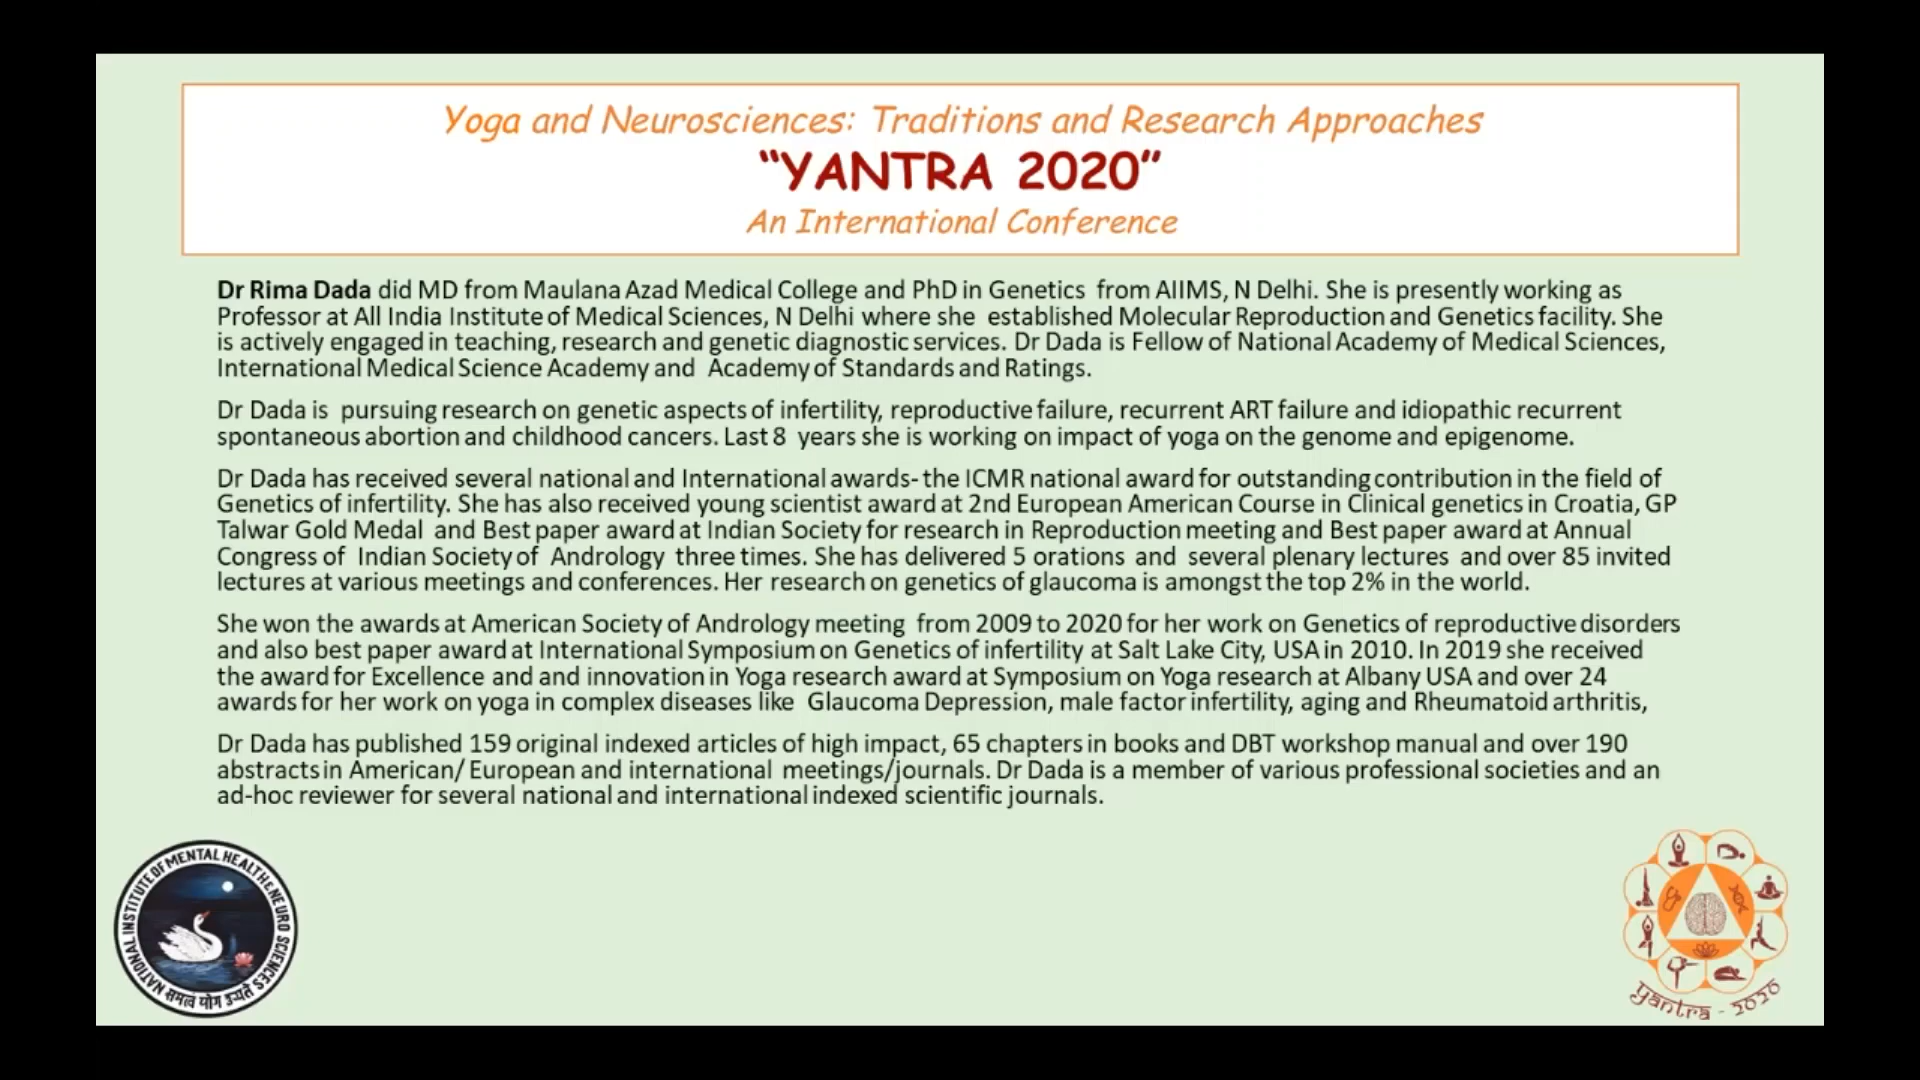 Yoga and Neurosciences: Traditions and Research Approaches
“YANTRA 2020”
An International Conference
Dr Rima Dada did MD from Maulana Azad Medical College and PhD in Genetics from AIIMS, N Delhi. She is presently working as
Professor at All India Institute of Medical Sciences, N Delhi where she established Molecular Reproduction and Genetics facility. She
is actively engaged in teaching, research and genetic diagnostic services. Dr Dada is Fellow of National Academy of Medical Sciences,
International Medical Science Academy and Academy of Standards and Ratings.
Dr Dada is pursuing research on genetic aspects of infertility, reproductive failure, recurrent ART failure and idiopathic recurrent
spontaneous abortion and childhood cancers. Last 8 years she is working on impact of yoga on the genome and epigenome.
Dr Dada has received several national and International awards- the ICMR national award for outstanding contribution in the field of
Genetics of infertility. She has also received young scientist award at 2nd European American Course in Clinical genetics in Croatia, GP
Talwar Gold Medal and Best paper award at Indian Society for research in Reproduction meeting and Best paper award at Annual
Congress of Indian Society of Andrology three times. She has delivered 5 orations and several plenary lectures and over 85 invited
lectures at various meetings and conferences. Her research on genetics of glaucoma is amongst the top 2% in the world.
She won the awards at American Society of Andrology meeting from 2009 to 2020 for her work on Genetics of reproductive disorders
and also best paper award at International Symposium on Genetics of infertility at Salt Lake City, USA in 2010. In 2019 she received
the award for Excellence and and innovation in Yoga research award at Symposium on Yoga research at Albany USA and over 24
awards for her work on yoga in complex diseases like Glaucoma Depression, male factor infertility, aging and Rheumatoid arthritis,
Dr Dada has published 159 original indexed articles of high impact, 65 chapters in books and DBT workshop manual and over 190
abstracts in American/ European and international meetings/journals. Dr Dada is a member of various professional societies and an
ad-hoc reviewer for several national and international indexed scientific journals.
NATIONAL INSTITUTE OF MENTAL HEALTH & NEURO SCIENCES
समत्वं योग उच्यते
yantra - 2020